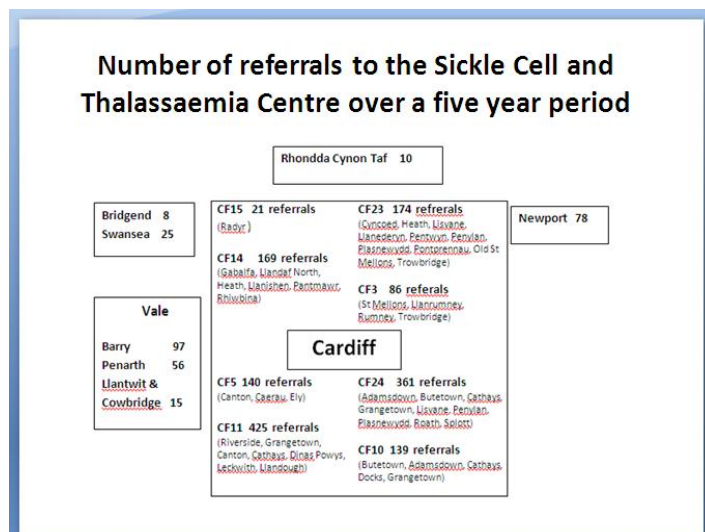 Number of referrals to the Sickle Cell and
Thalassaemia Centre over a five year period
Rhondda Cynon Taf 10
Bridgend 8
Swansea 25
Vale
Barry 97
Penarth 56
Llantwit &
Cowbridge 15
CF15 21 referrals
(Radyr)
CF14 169 referrals
(Gabalfa, Llandaf North,
Heath, Llanishen, Pantmawr,
Rhiwbina)
CF23 174 refrerrals
(Cyncoed, Heath, Lisvane,
Llanederyn, Pentwyn, Penylan,
Plasnewydd, Pontprennau, Old St
Mellons, Trowbridge)
CF3 86 referrals
(St Mellons, Llanrumney,
Rumney, Trowbridge)
Cardiff
CF5 140 referrals
(Canton, Caerau, Ely)
CF11 425 referrals
(Riverside, Grangetown,
Canton, Cathays, Dinas Powys,
Leckwith, Llandough)
CF24 361 referrals
(Adamsdown, Butetown, Cathays,
Grangetown, Lisvane, Penylan,
Plasnewydd, Roath, Splott)
CF10 139 referrals
(Butetown, Adamsdown, Cathays,
Docks, Grangetown)
Newport 78